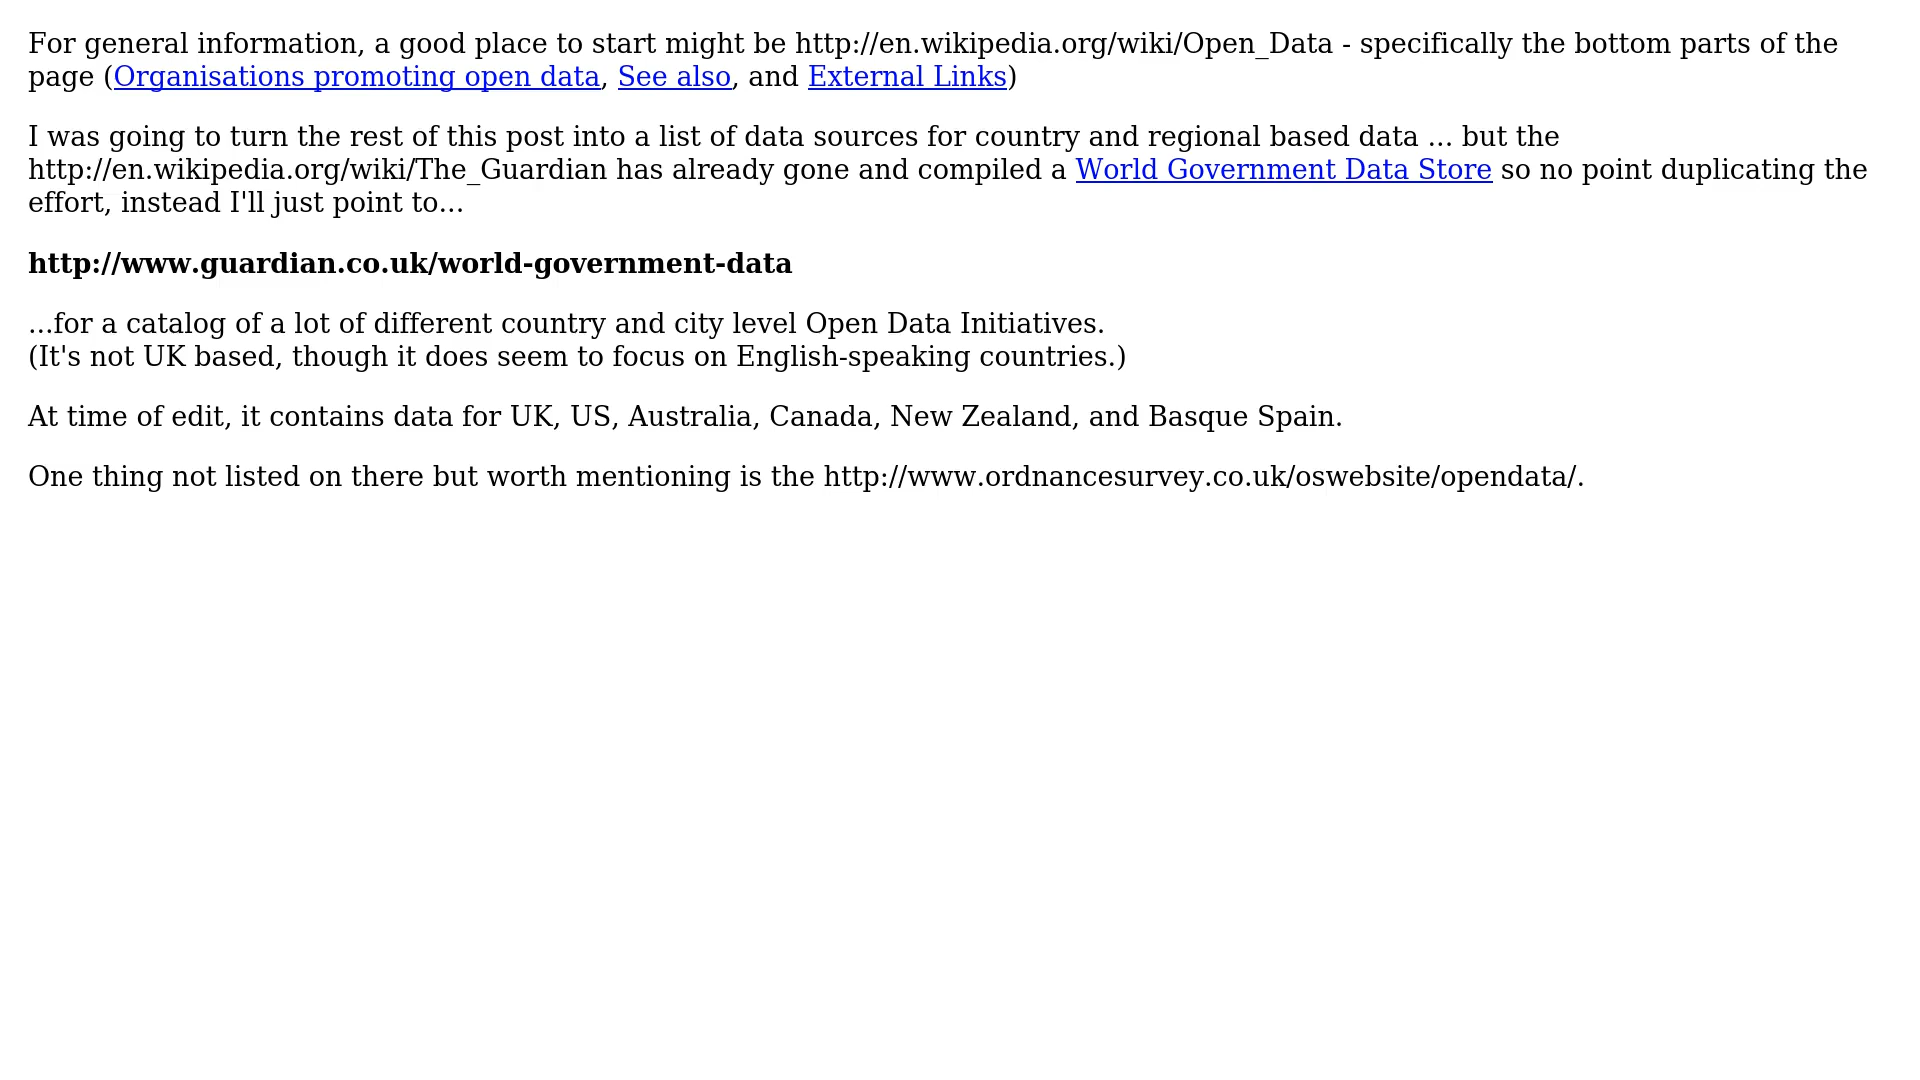 For general information, a good place to start might be http://en.wikipedia.org/wiki/Open_Data - specifically the bottom parts of the
page (Organisations promoting open data, See also, and External Links)
I was going to turn the rest of this post into a list of data sources for country and regional based data ... but the
http://en.wikipedia.org/wiki/The_Guardian has already gone and compiled a World Government Data Store so no point duplicating the
effort, instead I'll just point to...
http://www.guardian.co.uk/world-government-data
...for a catalog of a lot of different country and city level Open Data Initiatives.
(It's not UK based, though it does seem to focus on English-speaking countries.)
At time of edit, it contains data for UK, US, Australia, Canada, New Zealand, and Basque Spain.
One thing not listed on there but worth mentioning is the http://www.ordnancesurvey.co.uk/oswebsite/opendata/.